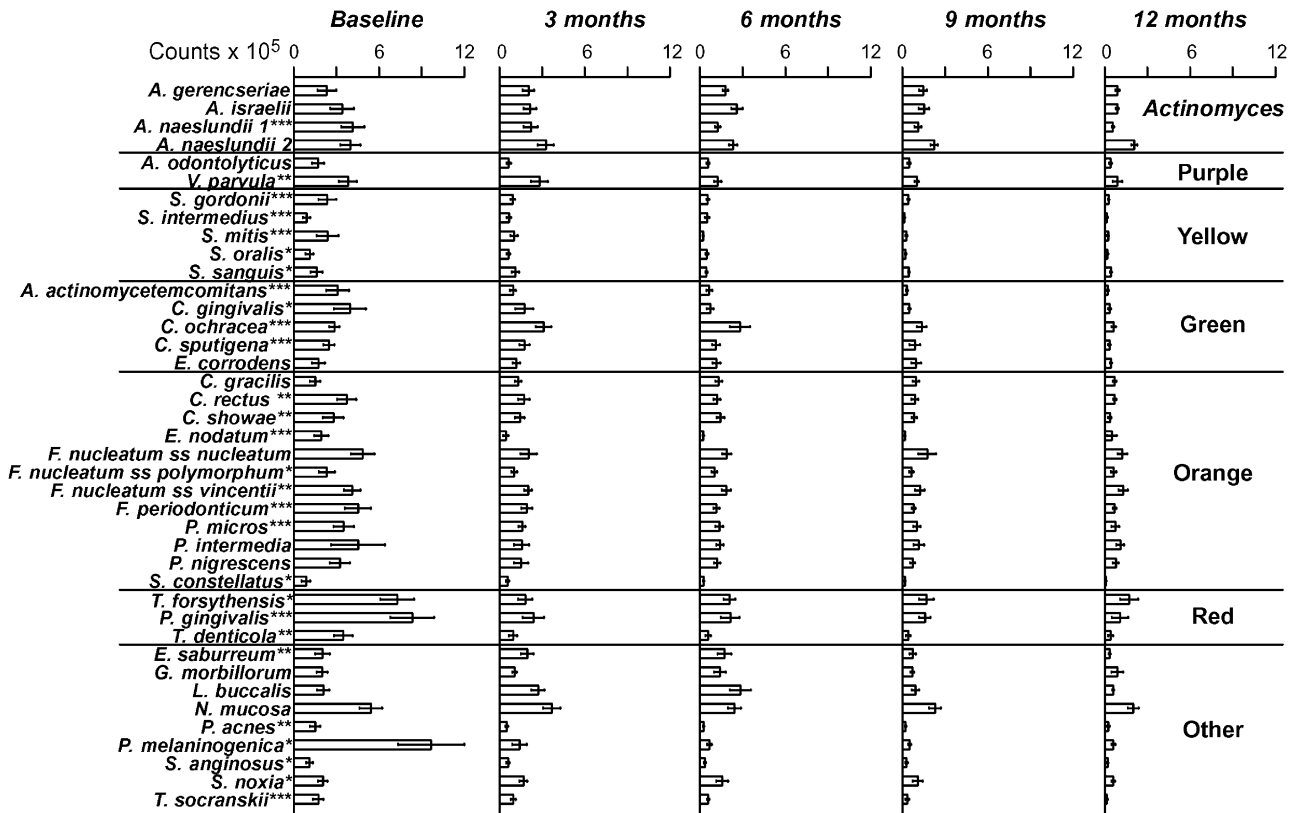 Baseline 3 months 6 months 9 months 12 months
Counts x 10⁵ 0 6 12 0 6 12 0 6 12 0 6 12 0 6 12
A. gerencseriae
A. israelii
Actinomyces
A. naeslundii 1***
A. naeslundii 2
A. odontolyticus
Purple
V. parvula**
S. gordonii***
S. intermedius***
S. mitis***
Yellow
S. oralis*
S. sanguis*
A. actinomycetemcomitans***
C. gingivalis*
C. ochracea***
Green
C. sputigena***
E. corrodens
C. gracilis
C. rectus **
C. showae**
E. nodatum***
F. nucleatum ss nucleatum
F. nucleatum ss polymorphum*
Orange
F. nucleatum ss vincentii**
F. periodonticum***
P. micros***
P. intermedia
P. nigrescens
S. constellatus*
T. forsythensis*
P. gingivalis***
Red
T. denticola**
E. saburreum**
G. morbillorum
L. buccalis
N. mucosa
P. acnes**
Other
P. melaninogenica*
S. anginosus*
S. noxia*
T. socranskii***